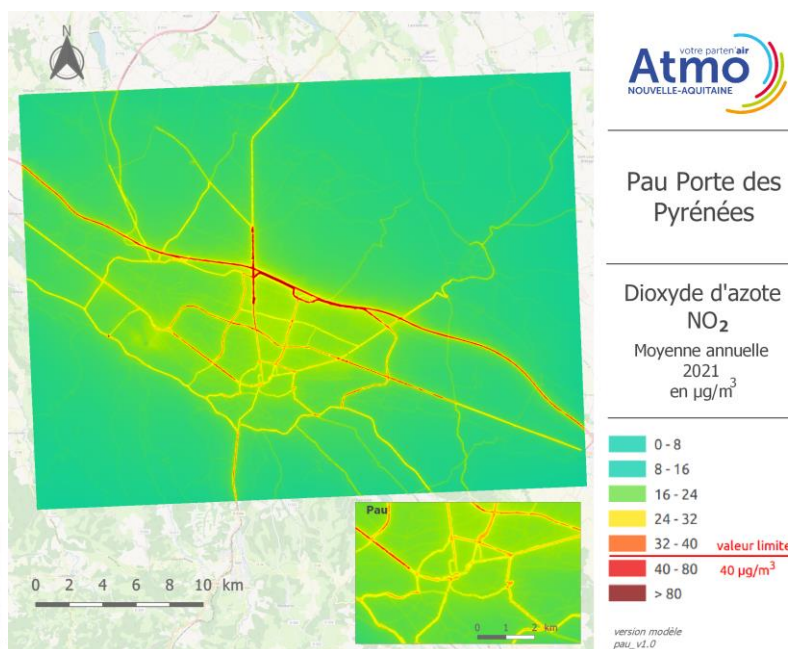 N
votre parten'air
Atmo
NOUVELLE-AQUITAINE
Pau Porte des
Pyrénées
Dioxyde d'azote
NO₂
Moyenne annuelle
2021
en µg/m³
0 - 8
8 - 16
16 - 24
24 - 32
32 - 40 valeur limite
40 - 80 40 µg/m³
> 80
version modèle
pau_v1.0
Pau
0 1 2 km
0 2 4 6 8 10 km